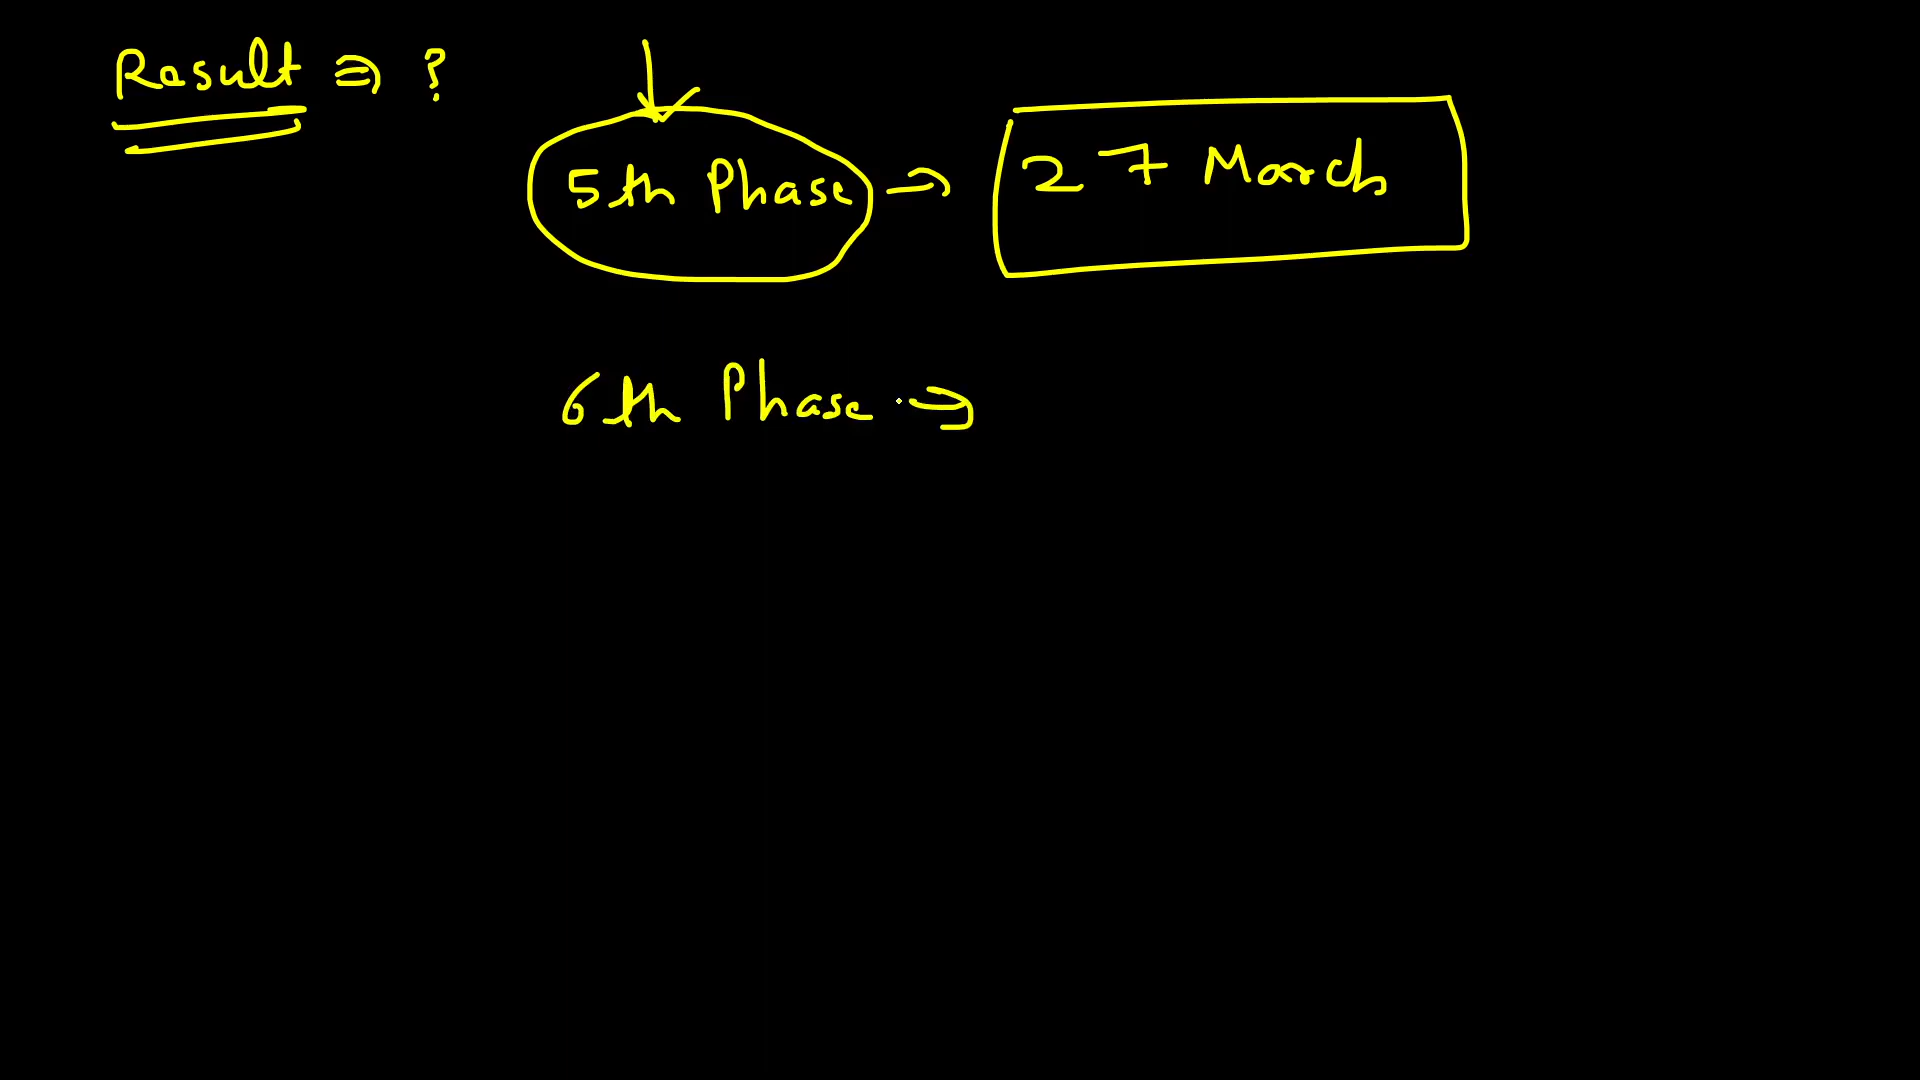 Result ⇒ ?
5th Phase → 27 March
6th Phase →